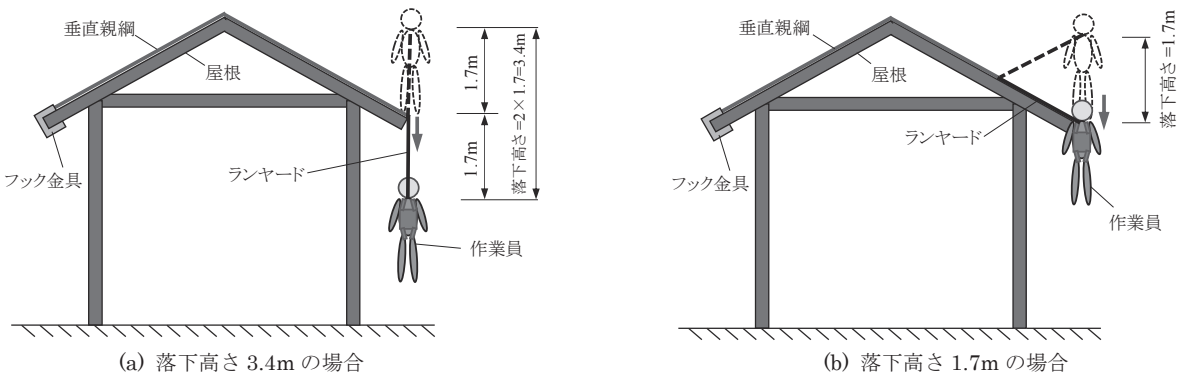 垂直親綱
屋根
フック金具
ランヤード
作業員
1.7m
1.7m
落下高さ=2×1.7=3.4m
(a) 落下高さ 3.4m の場合
垂直親綱
屋根
フック金具
ランヤード
作業員
落下高さ=1.7m
(b) 落下高さ 1.7m の場合